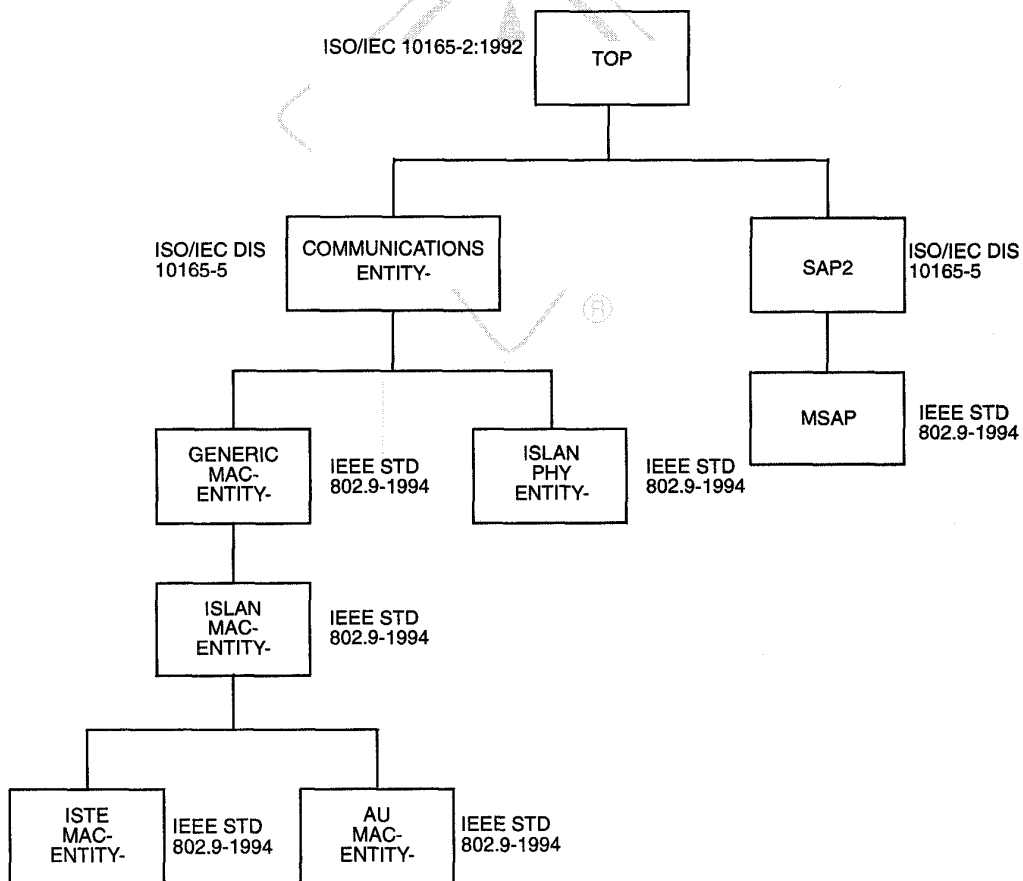 ISO/IEC 10165-2:1992
TOP
ISO/IEC DIS
10165-5
COMMUNICATIONS
ENTITY-
SAP2
ISO/IEC DIS
10165-5
®
MSAP
IEEE STD
802.9-1994
GENERIC
MAC-
ENTITY-
IEEE STD
802.9-1994
ISLAN
PHY
ENTITY-
IEEE STD
802.9-1994
ISLAN
MAC-
ENTITY-
IEEE STD
802.9-1994
ISTE
MAC-
ENTITY-
IEEE STD
802.9-1994
AU
MAC-
ENTITY-
IEEE STD
802.9-1994